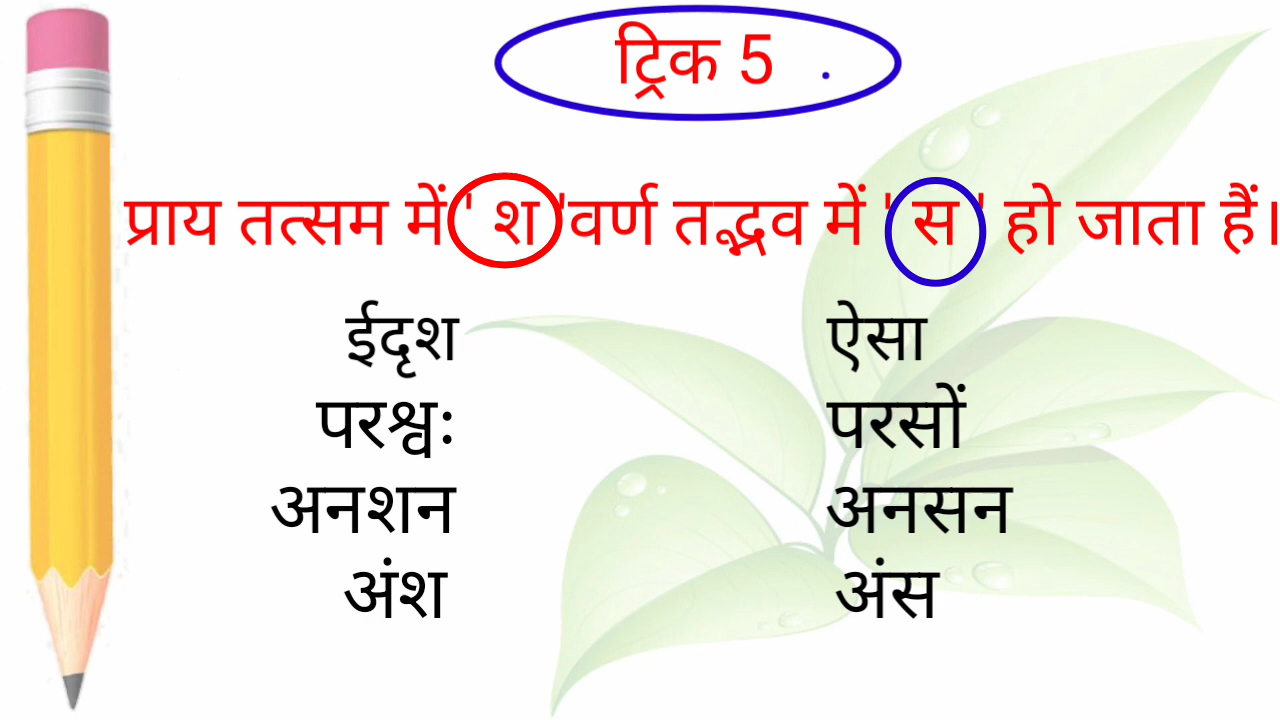 ट्रिक 5 .
प्राय तत्सम में ' श 'वर्ण तद्भव में ' स ' हो जाता हैं।
ईदृश ऐसा
परश्वः परसों
अनशन अनसन
अंश अंस